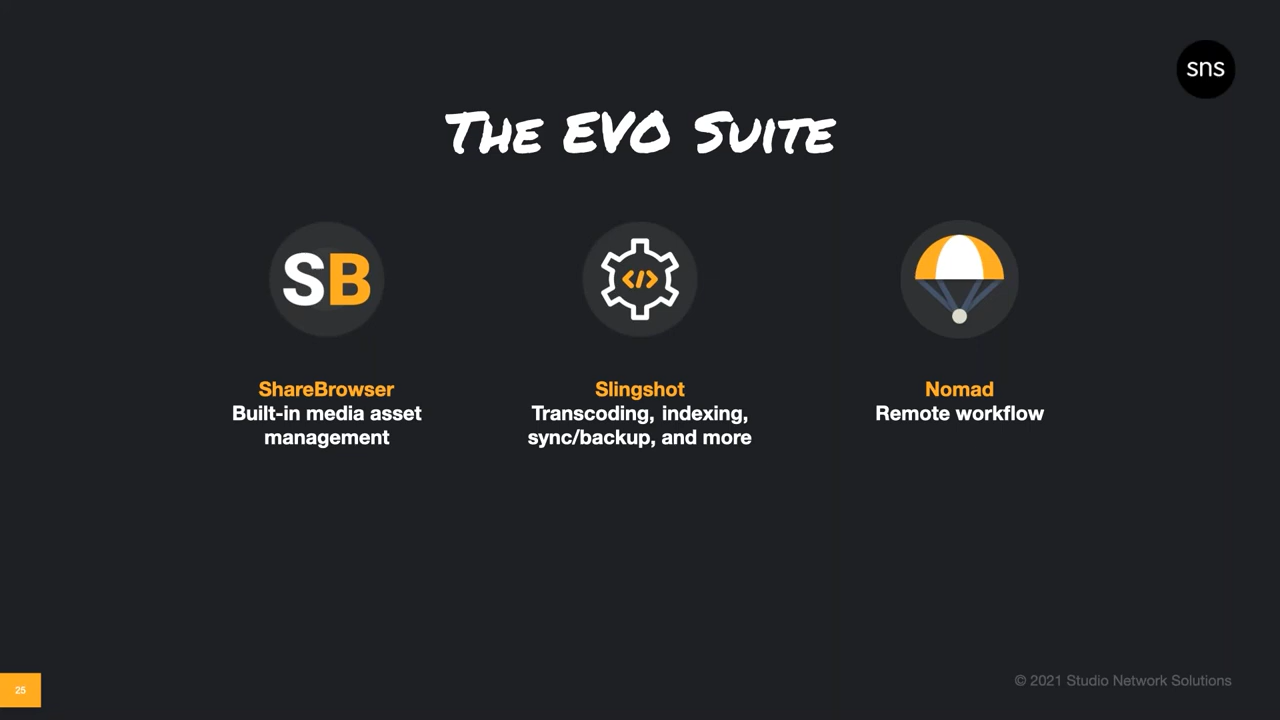 sns
The EVO Suite
SB
</>
ShareBrowser
Built-in media asset
management
Slingshot
Transcoding, indexing,
sync/backup, and more
Nomad
Remote workflow
25
© 2021 Studio Network Solutions